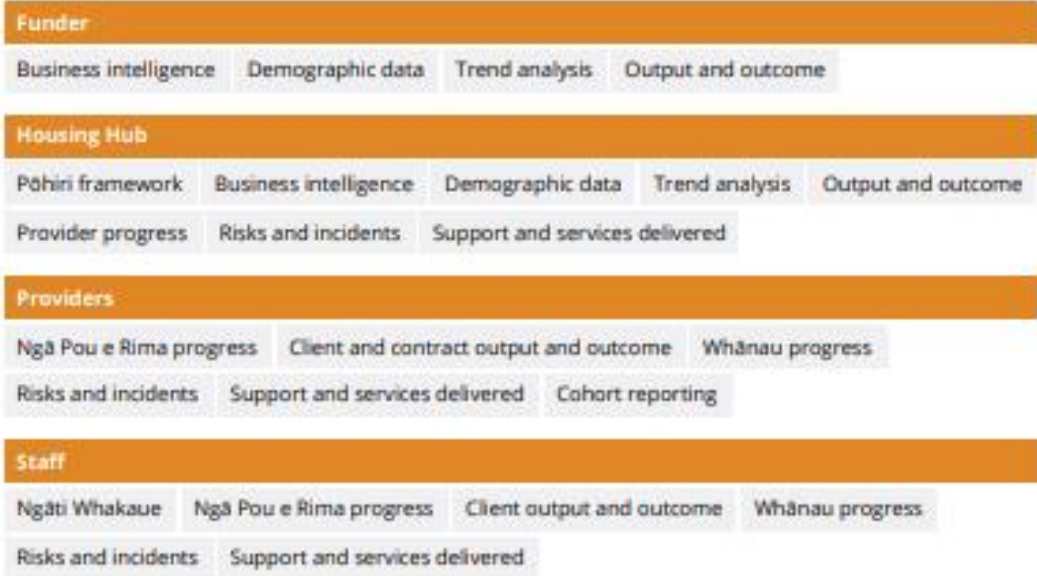 Funder
Business intelligence Demographic data Trend analysis Output and outcome
Housing Hub
Pōhiri framework Business intelligence Demographic data Trend analysis Output and outcome
Provider progress Risks and incidents Support and services delivered
Providers
Ngā Pou e Rima progress Client and contract output and outcome Whānau progress
Risks and incidents Support and services delivered Cohort reporting
Staff
Ngāti Whakaue Ngā Pou e Rima progress Client output and outcome Whānau progress
Risks and incidents Support and services delivered